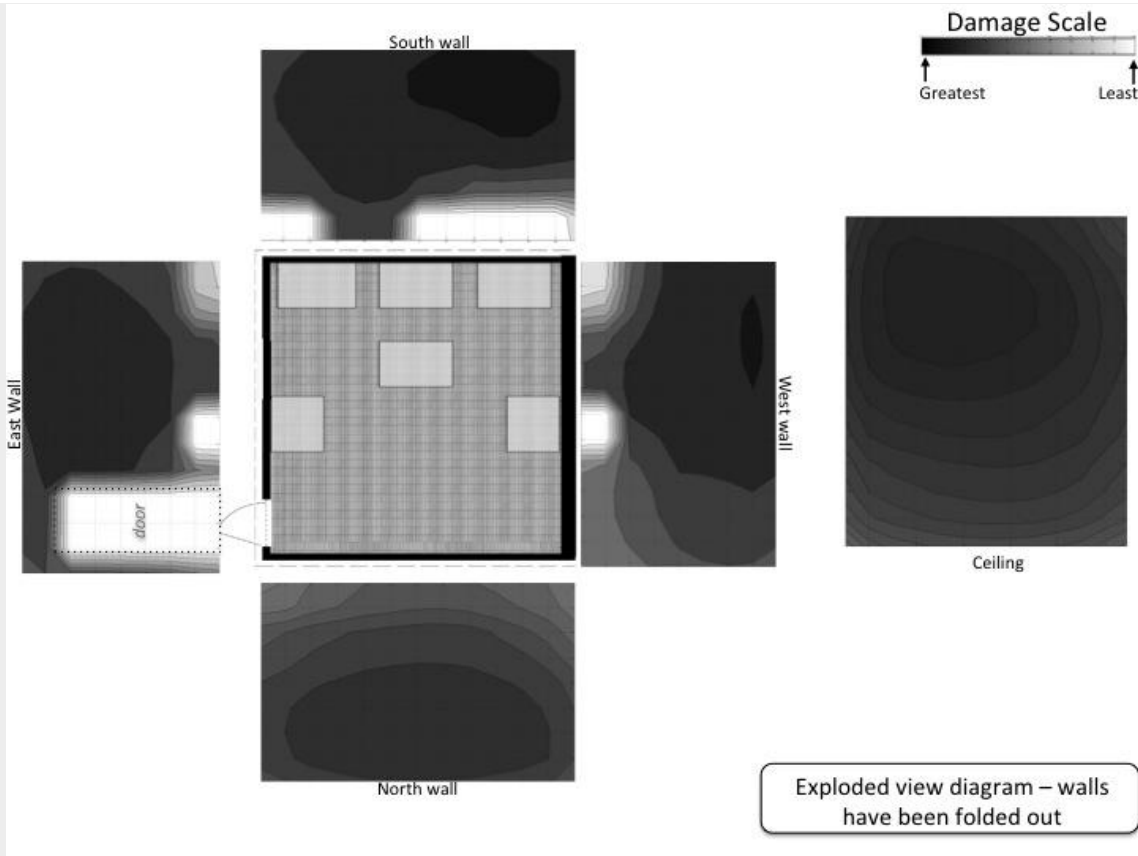 Damage Scale
Greatest
Least
South wall
East Wall
door
West wall
North wall
Ceiling
Exploded view diagram – walls
have been folded out